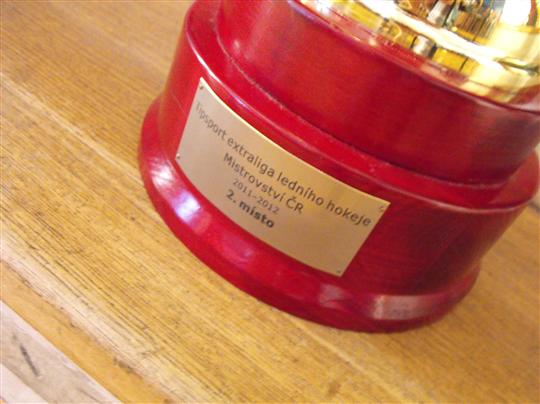 Tipsport extraliga ledního hokeje
Mistrovství ČR
2011-2012
2. místo